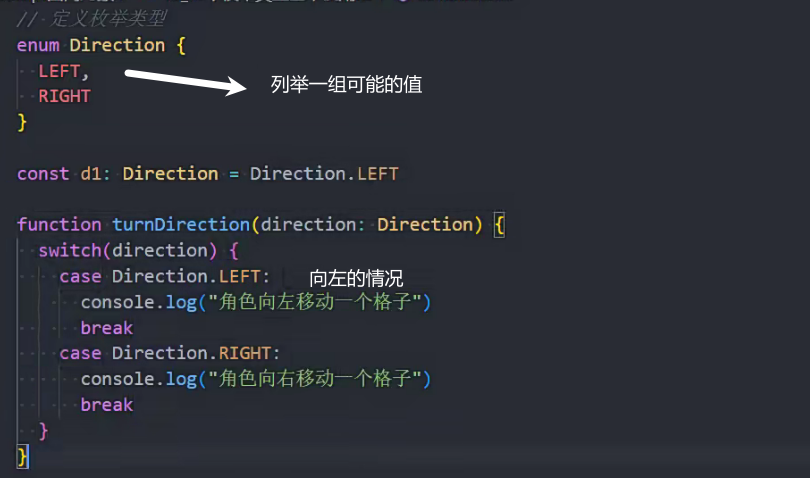 // 定义枚举类型
enum Direction {
LEFT,
列举一组可能的值
RIGHT
}
const d1: Direction = Direction.LEFT
function turnDirection(direction: Direction) {
switch(direction) {
case Direction.LEFT:
向左的情况
console.log("角色向左移动一个格子")
break
case Direction.RIGHT:
console.log("角色向右移动一个格子")
break
}
}